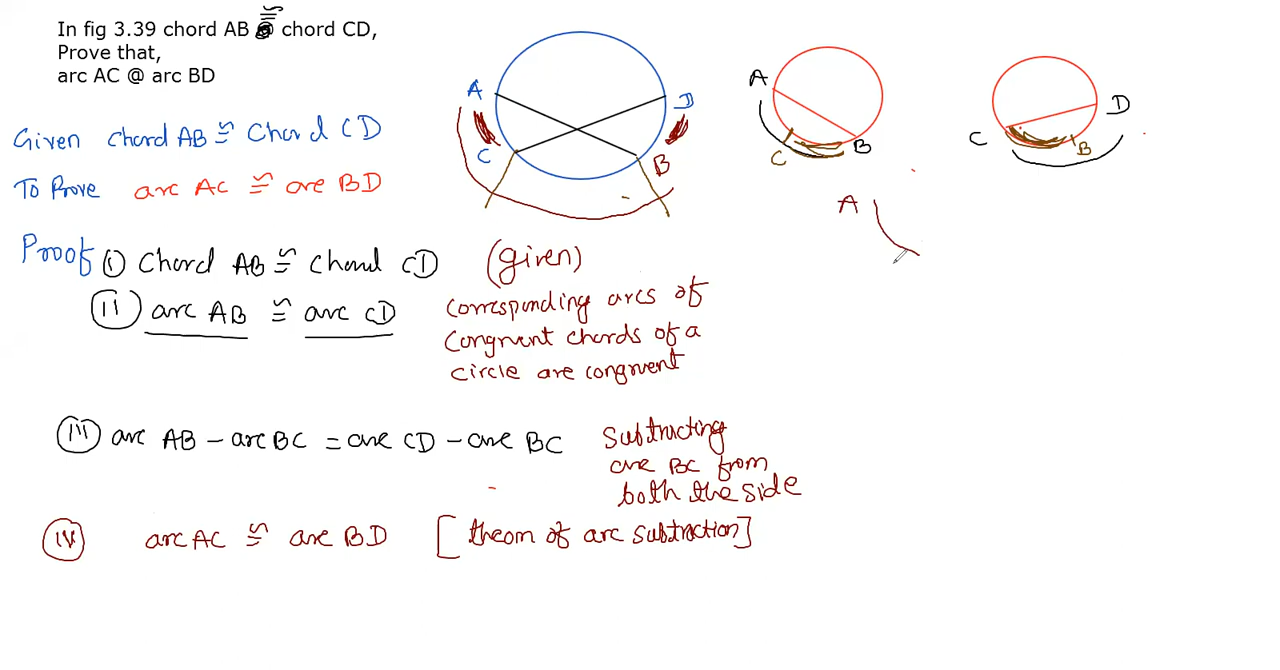 In fig 3.39 chord AB ≅ chord CD,
Prove that,
arc AC @ arc BD
Given chord AB ≅ Chord CD
To Prove arc AC ≅ arc BD
A
D
C
B
A
C
B
C
D
B
A
Proof (i) Chord AB ≅ chord CD (given)
(ii) arc AB ≅ arc CD
Corresponding arcs of
Congruent chords of a
circle are congruent
(iii) arc AB - arc BC = arc CD - arc BC
Subtructing
arc BC from
both the side
(iv) arc AC ≅ arc BD [theom of arc subtraction]